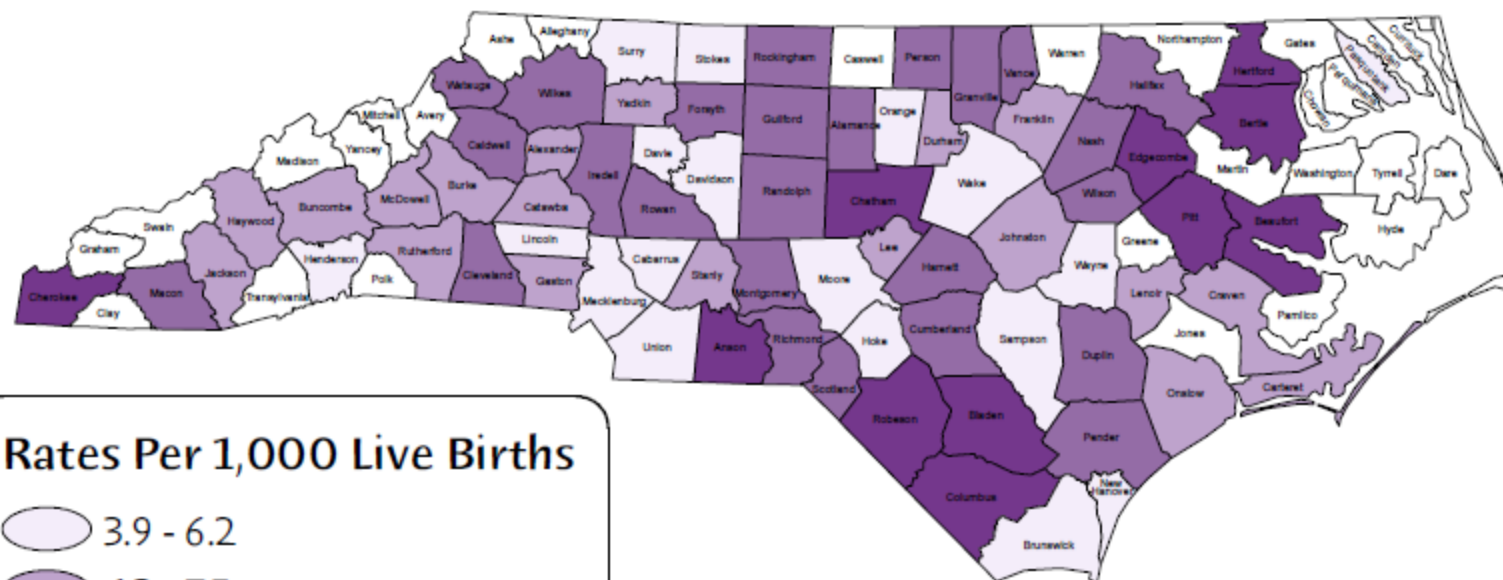 Ashe
Alleghany
Surry
Stokes
Rockingham
Caswell
Person
Granville
Vance
Warren
Northampton
Gates
Currituck
Camden
Pasquotank
Perquimans
Chowan
Hertford
Halifax
Bertie
Watauga
Wilkes
Yadkin
Forsyth
Guilford
Alamance
Orange
Durham
Franklin
Nash
Edgecombe
Martin
Washington
Tyrrell
Dare
Mitchell
Avery
Caldwell
Alexander
Iredell
Davie
Davidson
Randolph
Chatham
Wake
Wilson
Pitt
Beaufort
Hyde
Madison
Yancey
McDowell
Burke
Catawba
Rowan
Johnston
Greene
Swain
Haywood
Buncombe
Rutherford
Lincoln
Cabarrus
Stanly
Montgomery
Moore
Lee
Harnett
Wayne
Lenoir
Craven
Pamlico
Graham
Jackson
Henderson
Polk
Cleveland
Gaston
Mecklenburg
Cherokee
Macon
Clay
Transylvania
Union
Anson
Richmond
Scotland
Hoke
Cumberland
Sampson
Duplin
Jones
Onslow
Carteret
Robeson
Bladen
Pender
Columbus
New
Hanover
Brunswick
Rates Per 1,000 Live Births
3.9 - 6.2